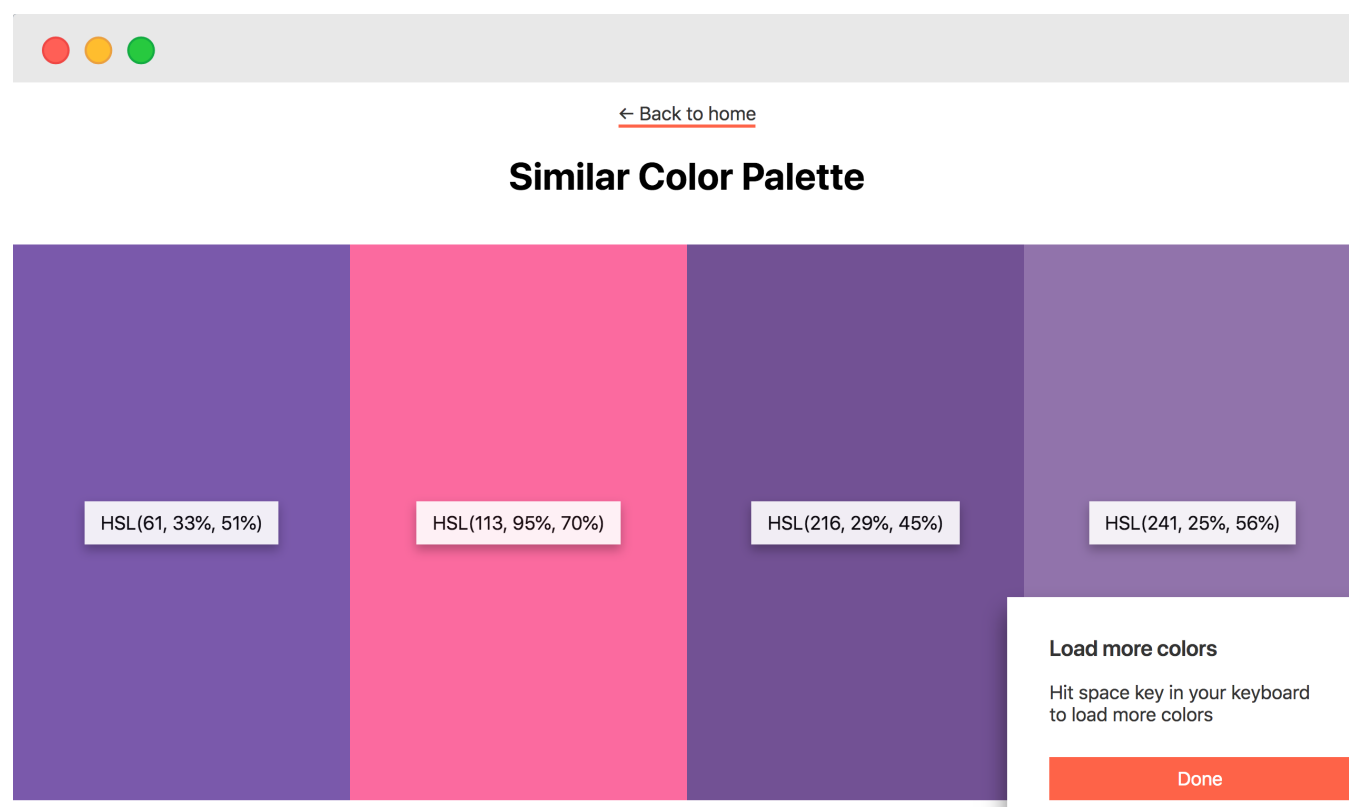 ← Back to home
Similar Color Palette
HSL(61, 33%, 51%)
HSL(113, 95%, 70%)
HSL(216, 29%, 45%)
HSL(241, 25%, 56%)
Load more colors
Hit space key in your keyboard
to load more colors
Done